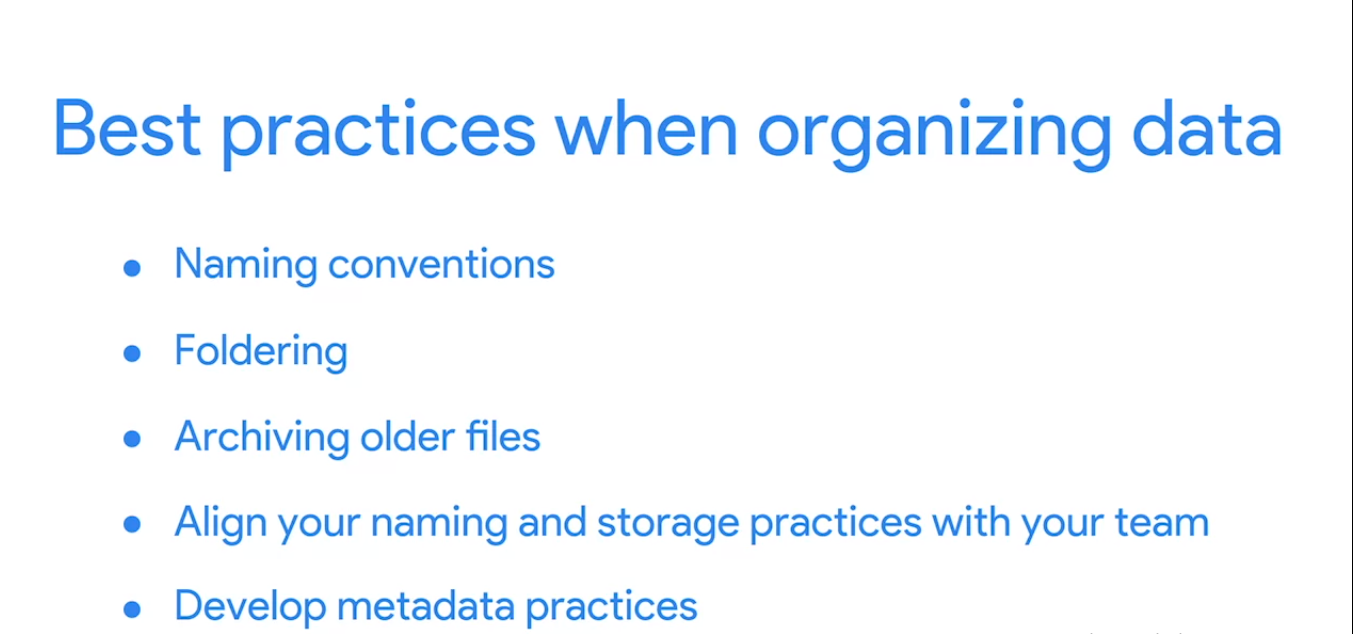 Best practices when organizing data
• Naming conventions
• Foldering
• Archiving older files
• Align your naming and storage practices with your team
• Develop metadata practices